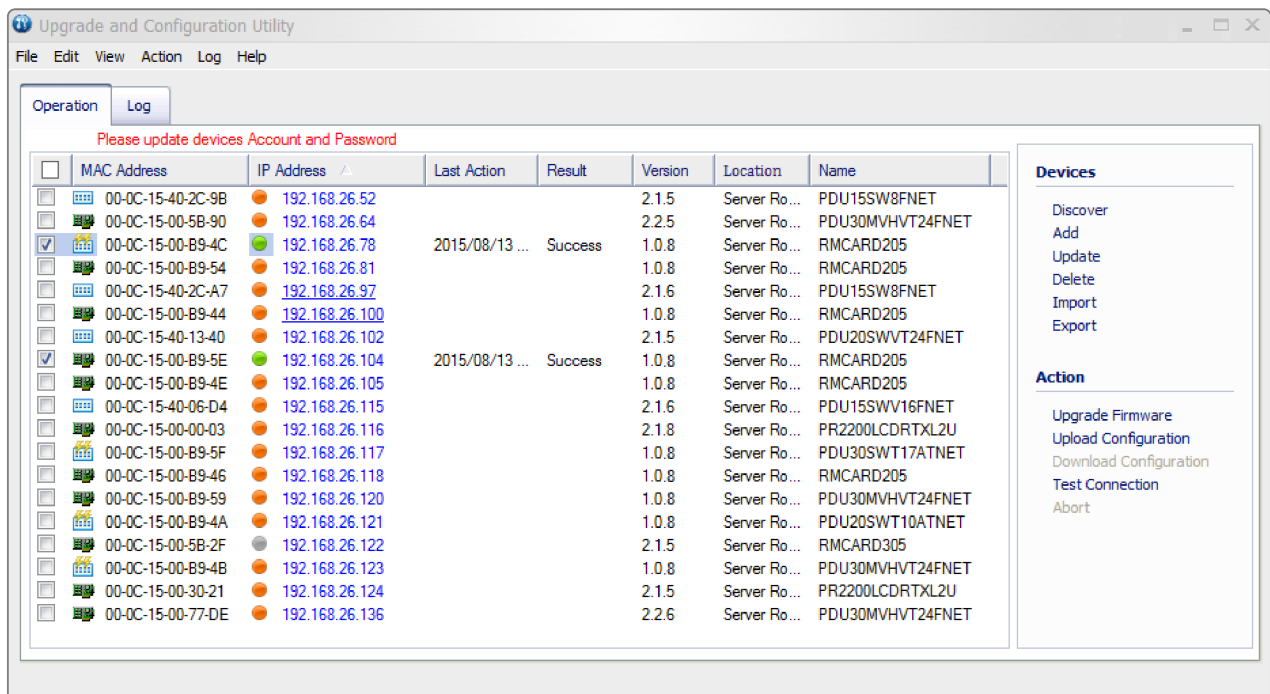 Upgrade and Configuration Utility
File Edit View Action Log Help
Operation Log
Please update devices Account and Password
MAC Address IP Address Last Action Result Version Location Name
00-0C-15-40-2C-9B 192.168.26.52 2.1.5 Server Ro... PDU15SW8FNET
00-0C-15-00-5B-90 192.168.26.64 2.2.5 Server Ro... PDU30MVHVT24FNET
00-0C-15-00-B9-4C 192.168.26.78 2015/08/13 ... Success 1.0.8 Server Ro... RMCARD205
00-0C-15-00-B9-54 192.168.26.81 1.0.8 Server Ro... RMCARD205
00-0C-15-40-2C-A7 192.168.26.97 2.1.6 Server Ro... PDU15SW8FNET
00-0C-15-00-B9-44 192.168.26.100 1.0.8 Server Ro... RMCARD205
00-0C-15-40-13-40 192.168.26.102 2.1.5 Server Ro... PDU20SWVT24FNET
00-0C-15-00-B9-5E 192.168.26.104 2015/08/13 ... Success 1.0.8 Server Ro... RMCARD205
00-0C-15-00-B9-4E 192.168.26.105 1.0.8 Server Ro... RMCARD205
00-0C-15-40-06-D4 192.168.26.115 2.1.6 Server Ro... PDU15SWV16FNET
00-0C-15-00-00-03 192.168.26.116 2.1.8 Server Ro... PR2200LCDRTXL2U
00-0C-15-00-B9-5F 192.168.26.117 1.0.8 Server Ro... PDU30SWT17ATNET
00-0C-15-00-B9-46 192.168.26.118 1.0.8 Server Ro... RMCARD205
00-0C-15-00-B9-59 192.168.26.120 1.0.8 Server Ro... PDU30MVHVT24FNET
00-0C-15-00-B9-4A 192.168.26.121 1.0.8 Server Ro... PDU20SWT10ATNET
00-0C-15-00-5B-2F 192.168.26.122 2.1.5 Server Ro... RMCARD305
00-0C-15-00-B9-4B 192.168.26.123 1.0.8 Server Ro... PDU30MVHVT24FNET
00-0C-15-00-30-21 192.168.26.124 2.1.5 Server Ro... PR2200LCDRTXL2U
00-0C-15-00-77-DE 192.168.26.136 2.2.6 Server Ro... PDU30MVHVT24FNET
Devices
Discover
Add
Update
Delete
Import
Export
Action
Upgrade Firmware
Upload Configuration
Download Configuration
Test Connection
Abort